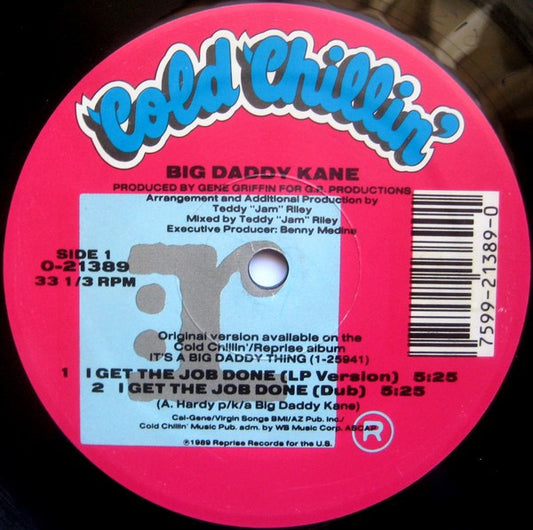 'Cold Chillin'
BIG DADDY KANE
PRODUCED BY GENE GRIFFIN FOR G.R. PRODUCTIONS
Arrangement and Additional Production by
Teddy "Jam" Riley
Mixed by Teddy "Jam" Riley
Executive Producer: Benny Medina
SIDE 1
0-21389
33 1/3 RPM
r:
7599-21389-0
Original version available on the
Cold Chillin'/Reprise album
IT'S A BIG DADDY THING (1-25941)
1 I GET THE JOB DONE (LP Version) 5:25
2 I GET THE JOB DONE (Dub) 5:25
(A. Hardy p/k/a Big Daddy Kane)
Cal-Gene/Virgin Songs BMI/AZ Pub. Inc./
Cold Chillin' Music Pub. adm. by WB Music Corp. ASCAP
R
℗1989 Reprise Records for the U.S.